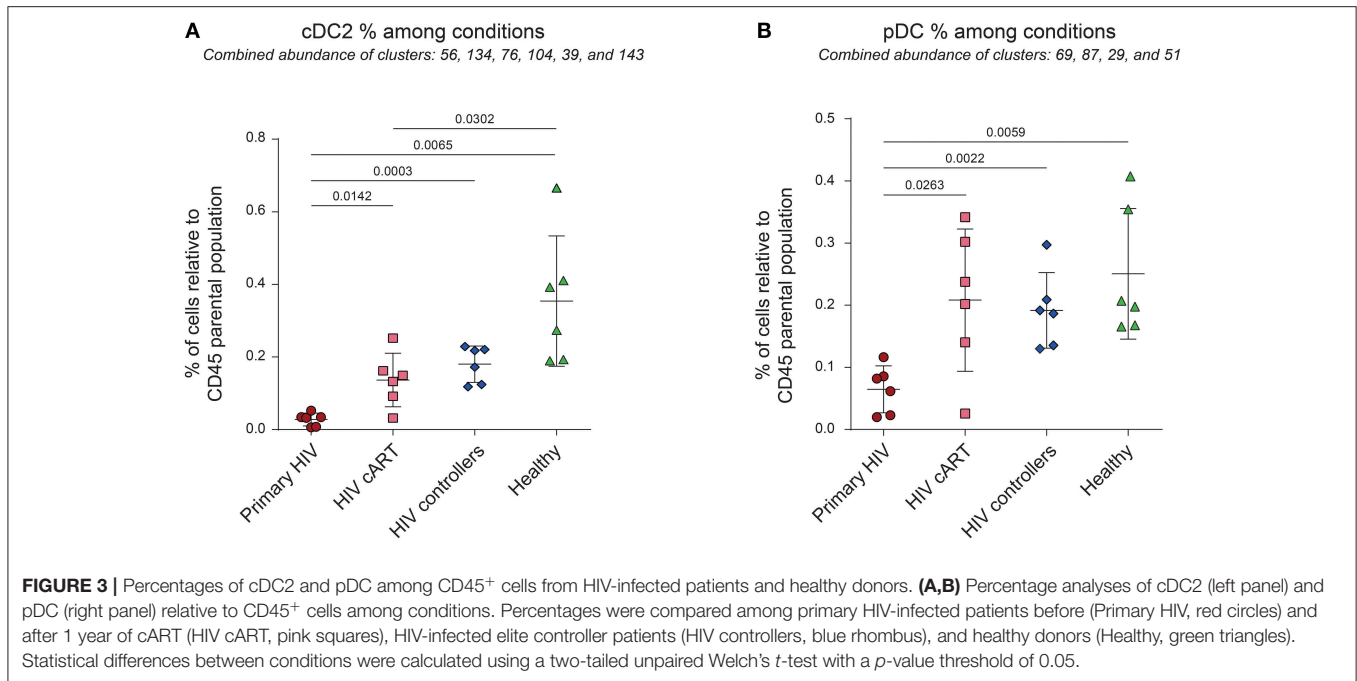 A
cDC2 % among conditions
Combined abundance of clusters: 56, 134, 76, 104, 39, and 143
% of cells relative to
CD45 parental population
0.8
0.6
0.4
0.2
0.0
0.0302
0.0065
0.0003
0.0142
Primary HIV
HIV cART
HIV controllers
Healthy
B
pDC % among conditions
Combined abundance of clusters: 69, 87, 29, and 51
% of cells relative to
CD45 parental population
0.5
0.4
0.3
0.2
0.1
0.0
0.0059
0.0022
0.0263
Primary HIV
HIV cART
HIV controllers
Healthy
FIGURE 3 | Percentages of cDC2 and pDC among CD45+ cells from HIV-infected patients and healthy donors. (A,B) Percentage analyses of cDC2 (left panel) and
pDC (right panel) relative to CD45+ cells among conditions. Percentages were compared among primary HIV-infected patients before (Primary HIV, red circles) and
after 1 year of cART (HIV cART, pink squares), HIV-infected elite controller patients (HIV controllers, blue rhombus), and healthy donors (Healthy, green triangles).
Statistical differences between conditions were calculated using a two-tailed unpaired Welch's t-test with a p-value threshold of 0.05.